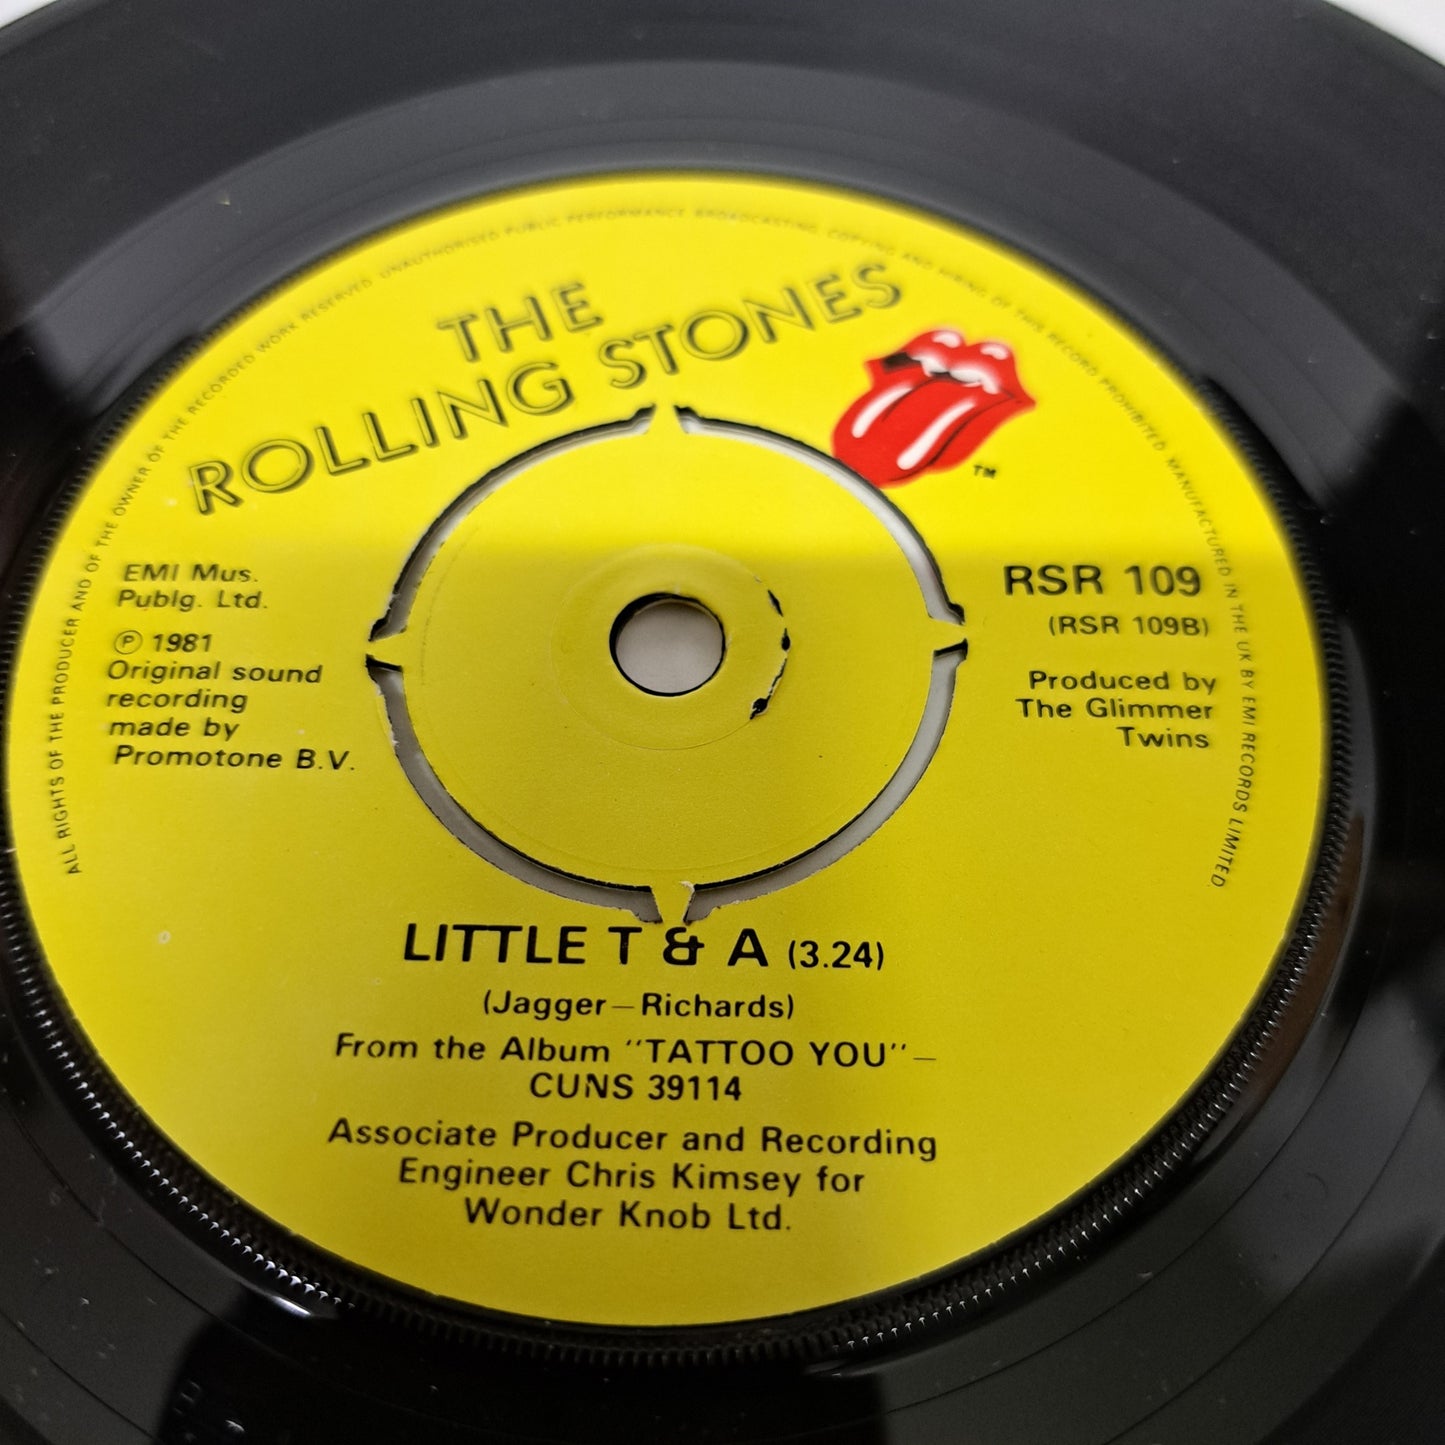 ALL RIGHTS OF THE PRODUCER AND OF THE OWNER OF THE RECORDED WORK RESERVED. UNAUTHORISED PUBLIC PERFORMANCE BROADCASTING, COPYING AND HIRING OF THIS RECORD PROHIBITED. MANUFACTURED IN THE UK BY EMI RECORDS LIMITED.
THE
ROLLING STONES
TM
EMI Mus.
Publg. Ltd.
℗ 1981
Original sound
recording
made by
Promotone B.V.
RSR 109
(RSR 109B)
Produced by
The Glimmer
Twins
LITTLE T & A (3.24)
(Jagger—Richards)
From the Album "TATTOO YOU"—
CUNS 39114
Associate Producer and Recording
Engineer Chris Kimsey for
Wonder Knob Ltd.